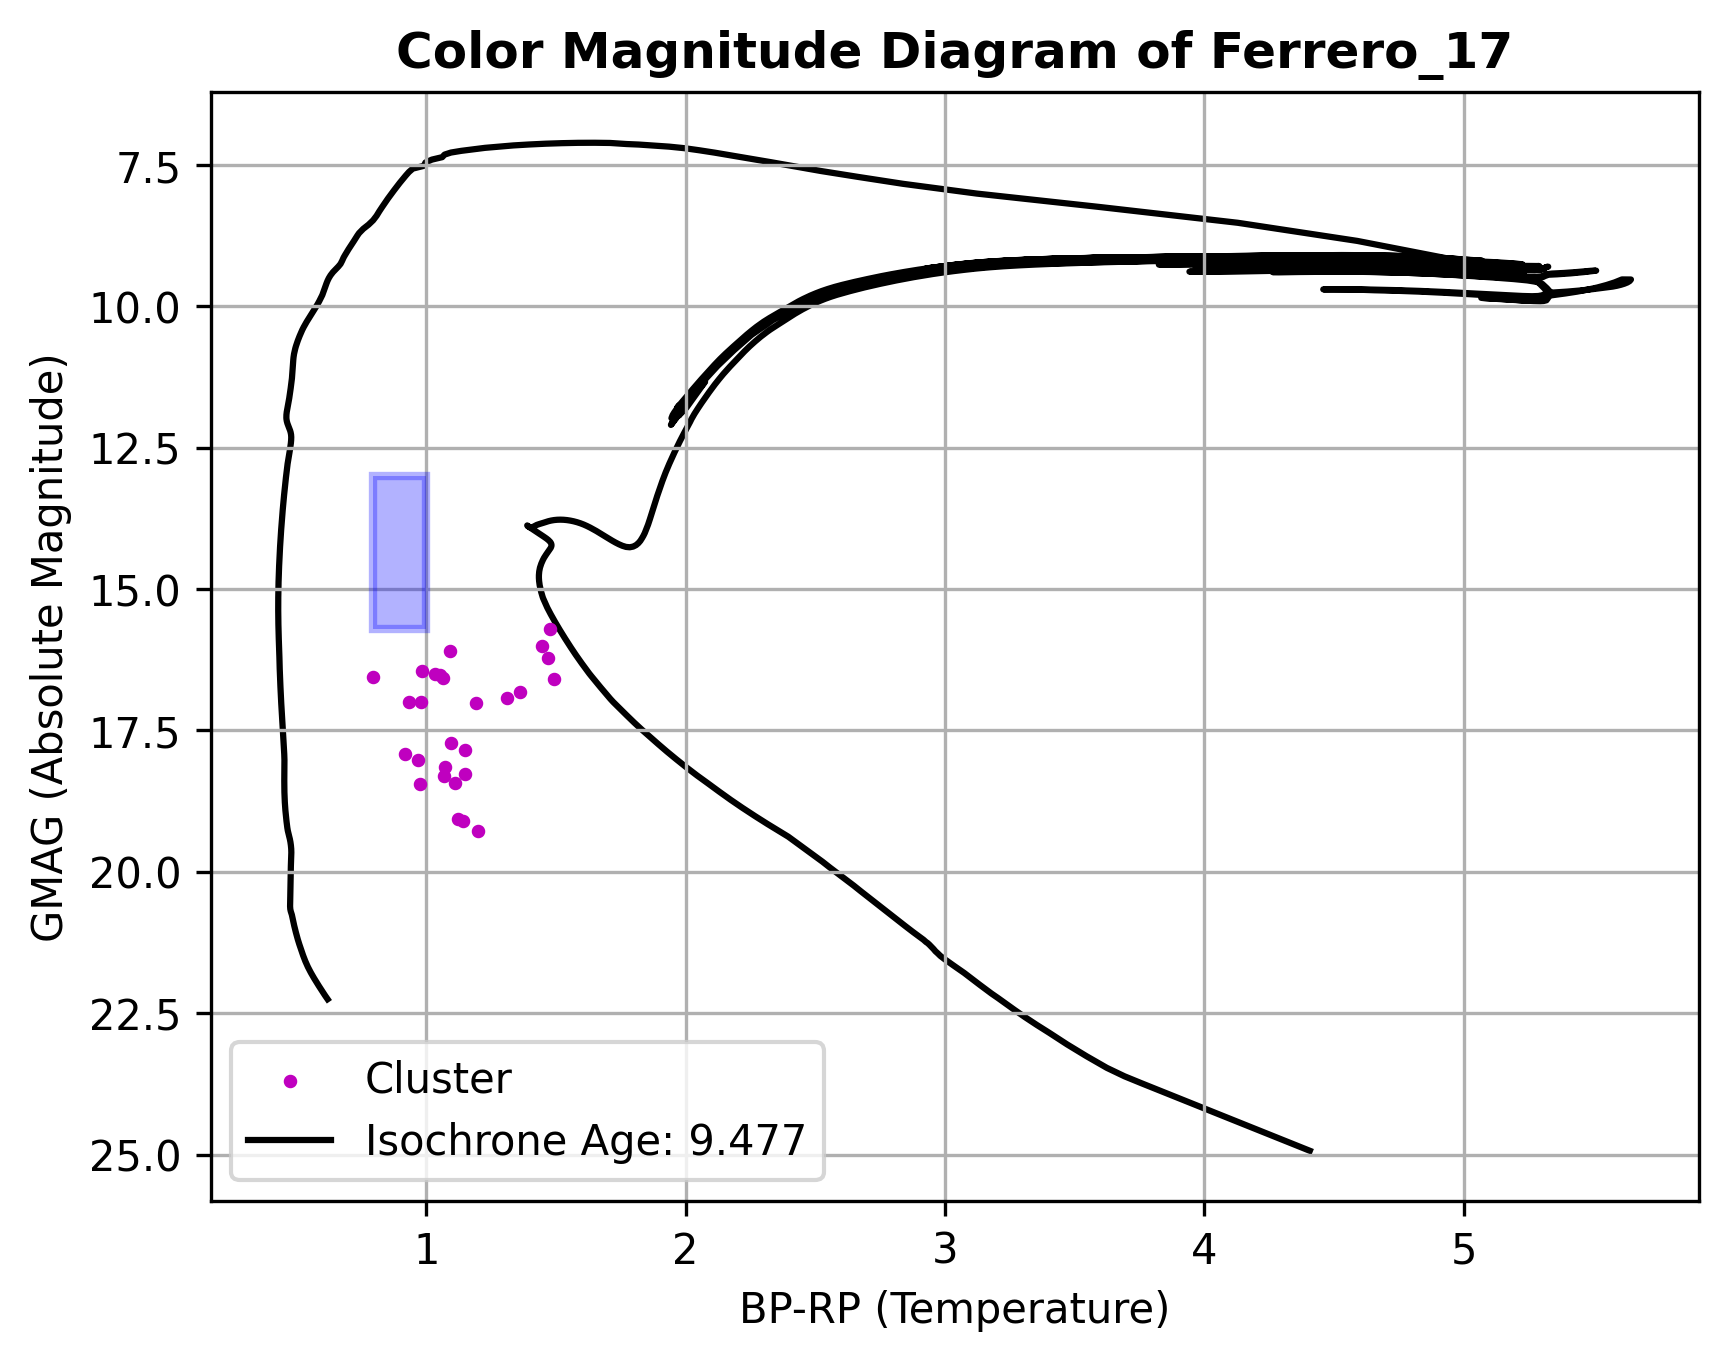 Color Magnitude Diagram of Ferrero_17
GMAG (Absolute Magnitude)
7.5
10.0
12.5
15.0
17.5
20.0
22.5
25.0
Cluster
Isochrone Age: 9.477
1 2 3 4 5
BP-RP (Temperature)